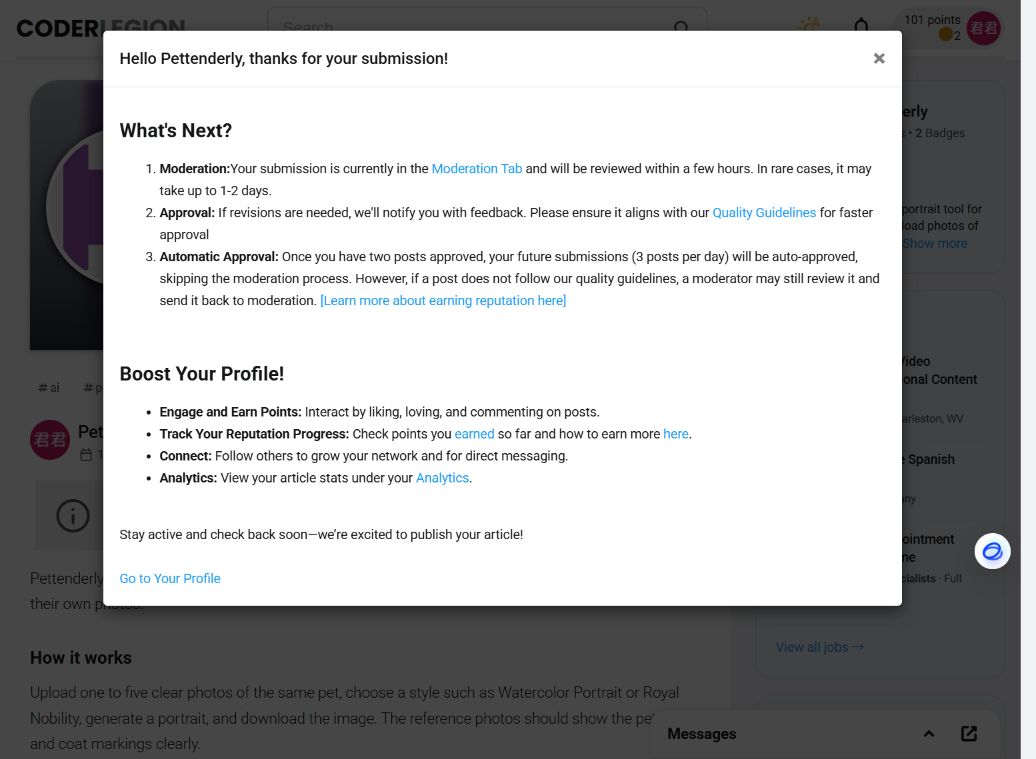 CODERLEGION
Search
101 points
2
君君
Hello Pettenderly, thanks for your submission!
×
What's Next?
1. Moderation:Your submission is currently in the Moderation Tab and will be reviewed within a few hours. In rare cases, it may
take up to 1-2 days.
2. Approval: If revisions are needed, we'll notify you with feedback. Please ensure it aligns with our Quality Guidelines for faster
approval
3. Automatic Approval: Once you have two posts approved, your future submissions (3 posts per day) will be auto-approved,
skipping the moderation process. However, if a post does not follow our quality guidelines, a moderator may still review it and
send it back to moderation. [Learn more about earning reputation here]
Boost Your Profile!
• Engage and Earn Points: Interact by liking, loving, and commenting on posts.
• Track Your Reputation Progress: Check points you earned so far and how to earn more here.
• Connect: Follow others to grow your network and for direct messaging.
• Analytics: View your article stats under your Analytics.
Stay active and check back soon—we're excited to publish your article!
Go to Your Profile
erly
• 2 Badges
portrait tool for
load photos of
Show more
#ai
#p
君君
Pet
Video
onal Content
arleston, WV
Spanish
any
ointment
ne
cialists · Full
View all jobs →
Pettenderly
their own photos.
How it works
Upload one to five clear photos of the same pet, choose a style such as Watercolor Portrait or Royal
Nobility, generate a portrait, and download the image. The reference photos should show the pet
and coat markings clearly.
Messages